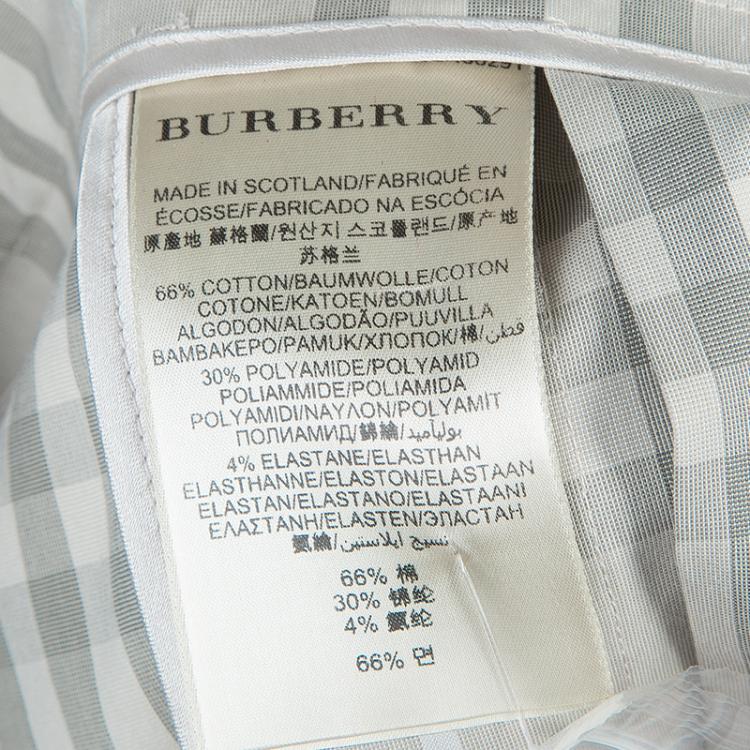 BURBERRY
MADE IN SCOTLAND/FABRIQUÉ EN
ÉCOSSE/FABRICADO NA ESCÓCIA
原產地 蘇格蘭/원산지 스코틀랜드/原产地
苏格兰
66% COTTON/BAUMWOLLE/COTON
COTONE/KATOEN/BOMULL
ALGODON/ALGODÃO/PUUVILLA
ΒΑΜΒΑΚΕΡΟ/PAMUK/ХЛОПОК/棉/قطن
30% POLYAMIDE/POLYAMID
POLIAMMIDE/POLIAMIDA
POLYAMIDI/ΝΑΥΛΟΝ/POLYAMİT
ПОЛИАМИД/錦綸/بوليأميد
4% ELASTANE/ELASTHAN
ELASTHANNE/ELASTON/ELASTAAN
ELASTAN/ELASTANO/ELASTAANI
ΕΛΑΣΤΑΝΗ/ELASTEN/ЭЛАСТАН
氨綸/نسيج ايلاستين
66% 棉
30% 锦纶
4% 氨纶
66% 면